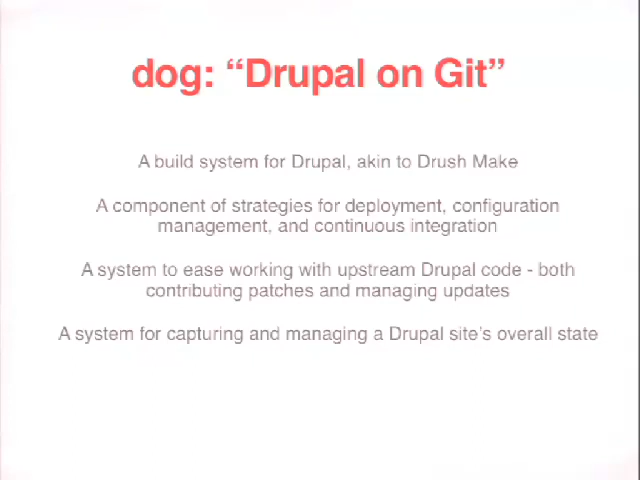 dog: “Drupal on Git”
A build system for Drupal, akin to Drush Make
A component of strategies for deployment, configuration
management, and continuous integration
A system to ease working with upstream Drupal code - both
contributing patches and managing updates
A system for capturing and managing a Drupal site’s overall state